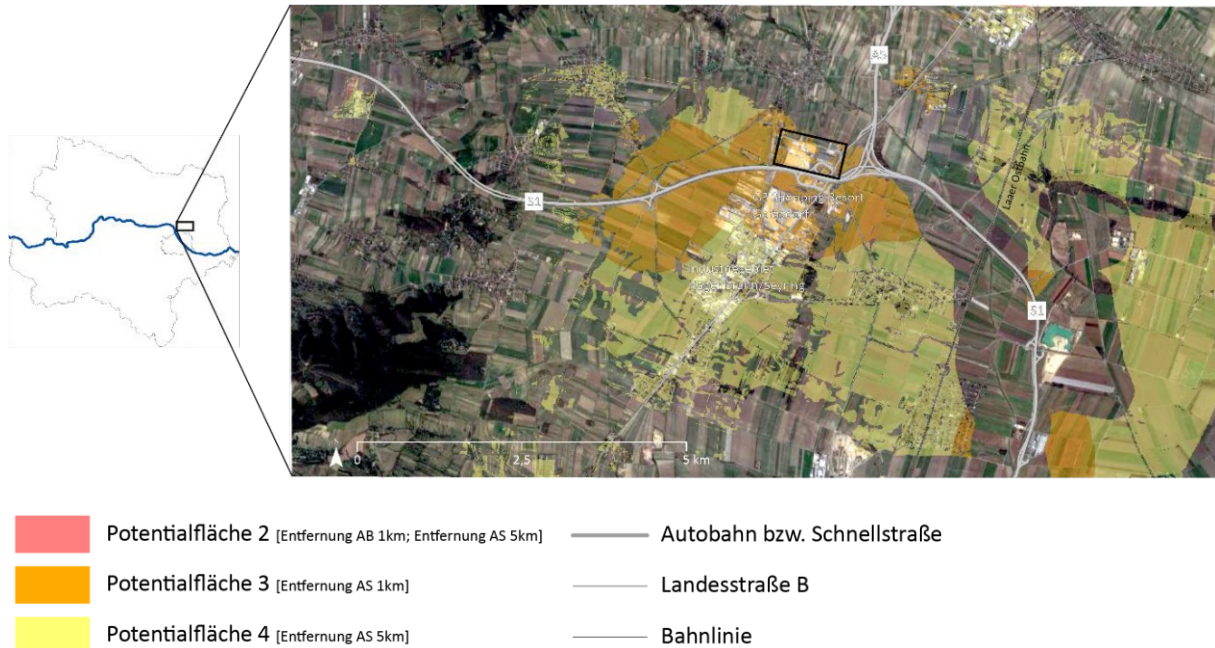 A5
S1
Laaer Ostbahn
S1
0 2,5 5 km
Potentialfläche 2 [Entfernung AB 1km; Entfernung AS 5km]
Autobahn bzw. Schnellstraße
Potentialfläche 3 [Entfernung AS 1km]
Landesstraße B
Potentialfläche 4 [Entfernung AS 5km]
Bahnlinie